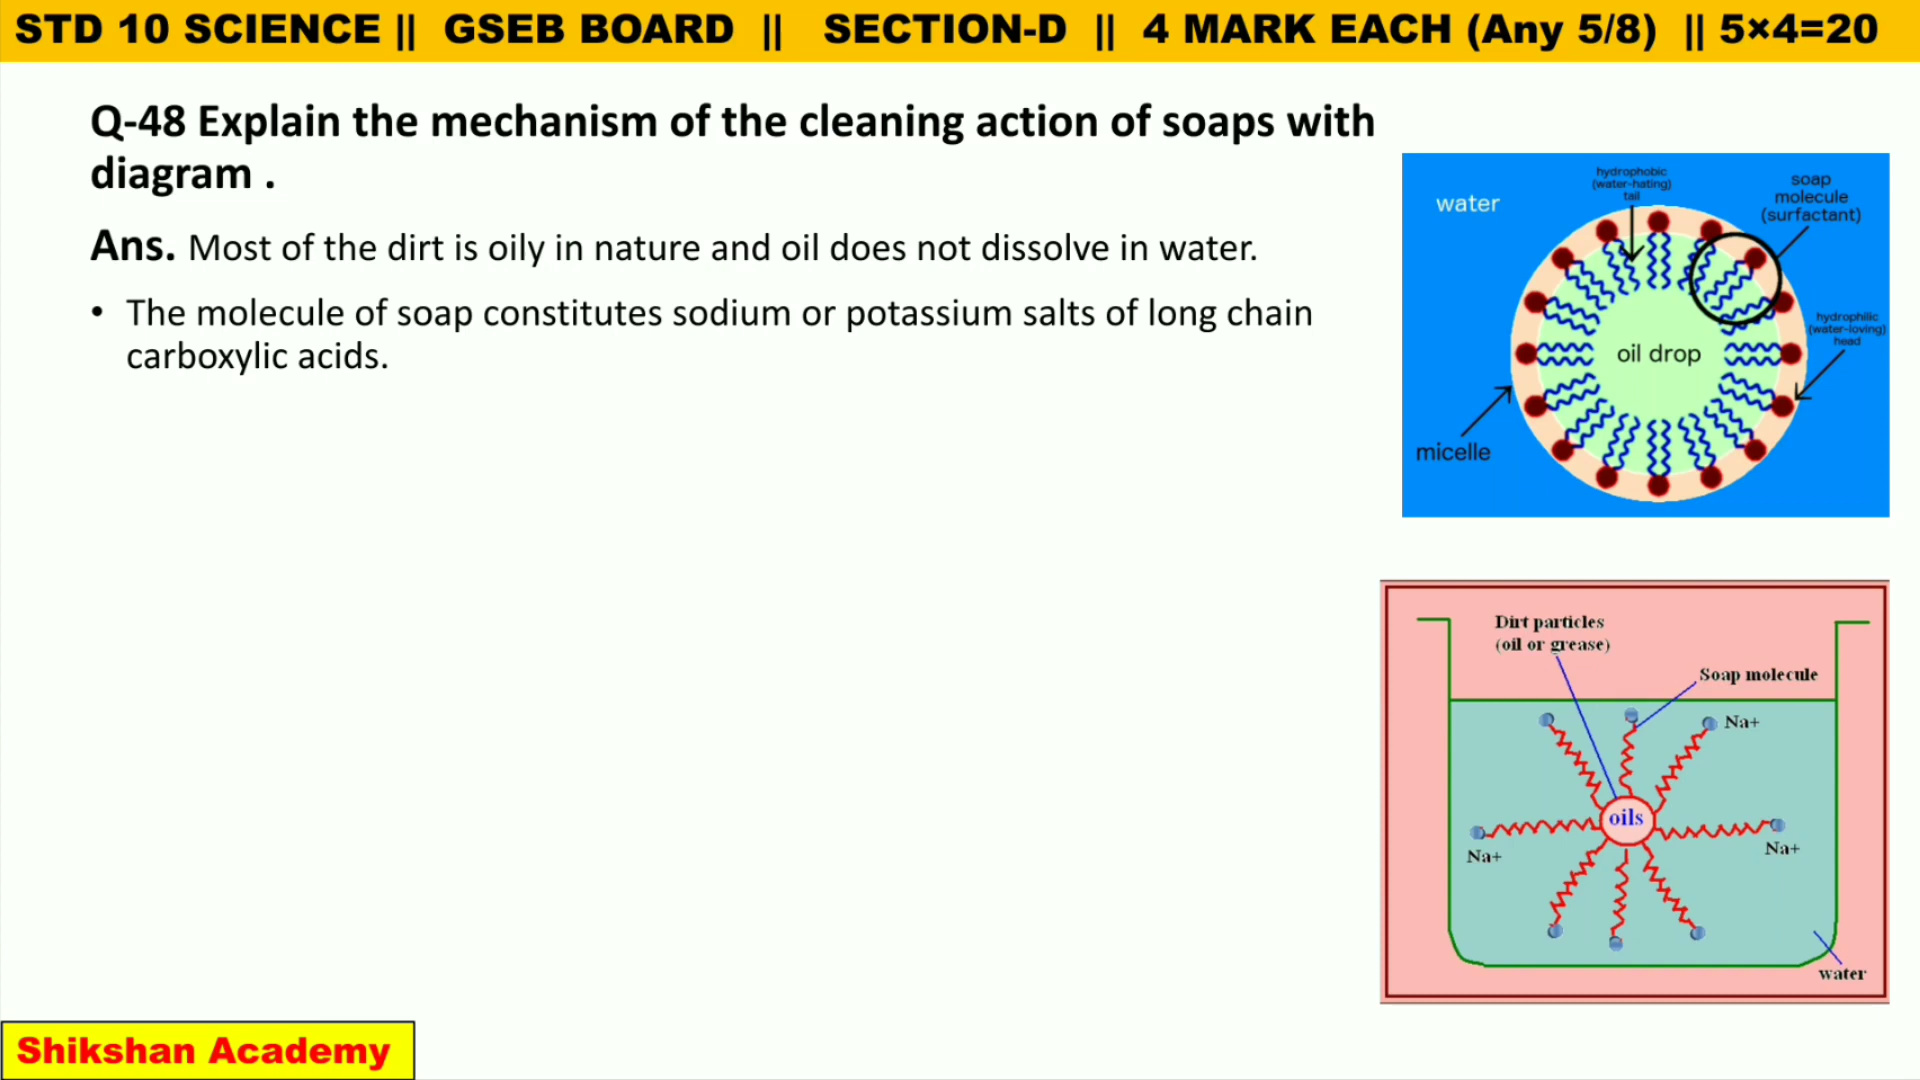 STD 10 SCIENCE || GSEB BOARD || SECTION-D || 4 MARK EACH (Any 5/8) || 5×4=20
Q-48 Explain the mechanism of the cleaning action of soaps with
diagram .
Ans. Most of the dirt is oily in nature and oil does not dissolve in water.
• The molecule of soap constitutes sodium or potassium salts of long chain
carboxylic acids.
water
hydrophobic
(water-hating)
tail
soap
molecule
(surfactant)
hydrophilic
(water-loving)
head
oil drop
micelle
Dirt particles
(oil or grease)
Soap molecule
Na+
oils
Na+
Na+
water
Shikshan Academy